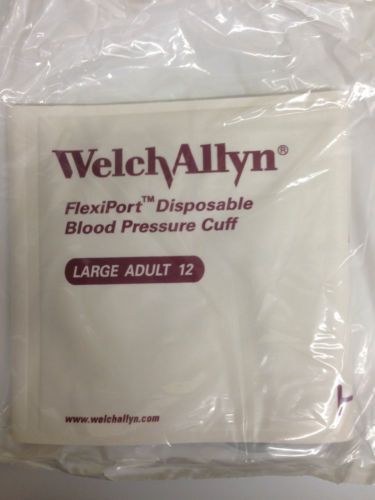 WelchAllyn®
FlexiPort™ Disposable
Blood Pressure Cuff
LARGE ADULT 12
www.welchallyn.com